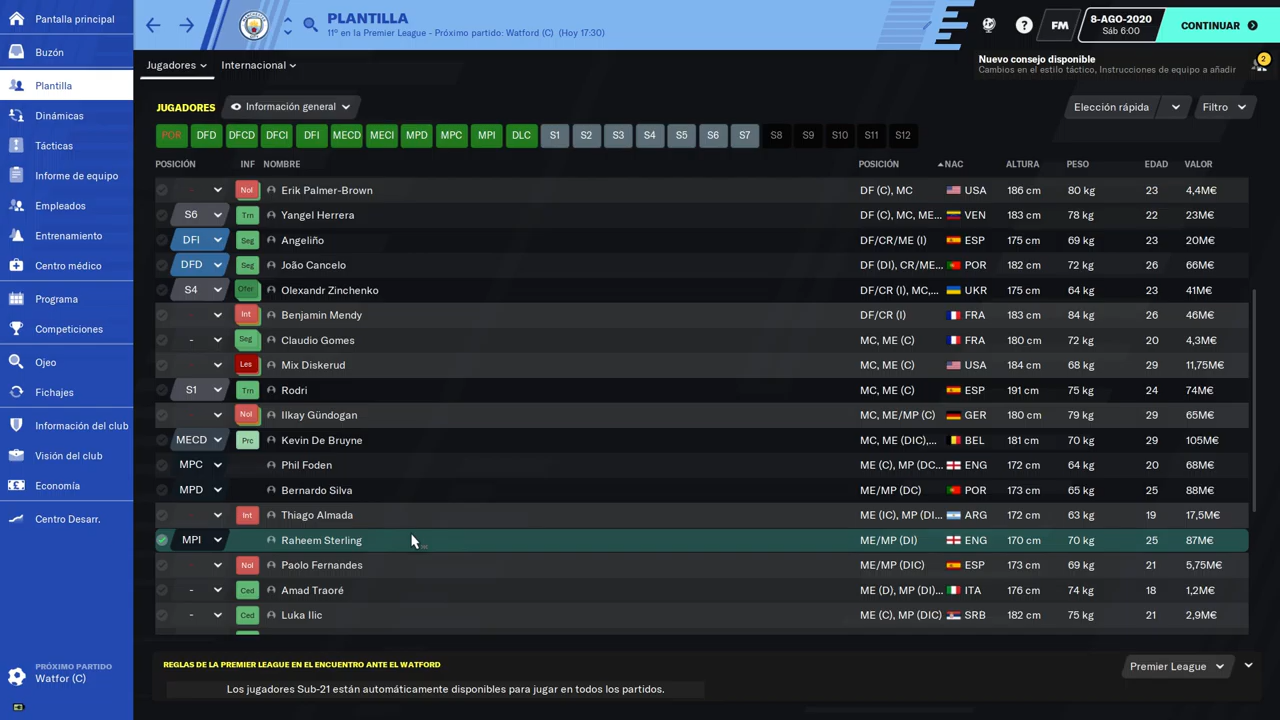 Pantalla principal
Buzón
Plantilla
Dinámicas
Tácticas
Informe de equipo
Empleados
Entrenamiento
Centro médico
Programa
Competiciones
Ojeo
Fichajes
Información del club
Visión del club
Economía
Centro Desarr.
PRÓXIMO PARTIDO
Watfor (C)
PLANTILLA
11º en la Premier League - Próximo partido: Watford (C) (Hoy 17:30)
FM
8-AGO-2020
Sáb 6:00
CONTINUAR
Jugadores Internacional
Nuevo consejo disponible
Cambios en el estilo táctico, Instrucciones de equipo a añadir
2
JUGADORES Información general Elección rápida Filtro
POR DFD DFCD DFCI DFI MECD MECI MPD MPC MPI DLC S1 S2 S3 S4 S5 S6 S7 S8 S9 S10 S11 S12
POSICIÓN INF NOMBRE POSICIÓN NAC ALTURA PESO EDAD VALOR
Nol Erik Palmer-Brown DF (C), MC USA 186 cm 80 kg 23 4,4M€
S6 Trn Yangel Herrera DF (C), MC, ME... VEN 183 cm 78 kg 22 23M€
DFI Seg Angeliño DF/CR/ME (I) ESP 175 cm 69 kg 23 20M€
DFD Seg João Cancelo DF (DI), CR/ME... POR 182 cm 72 kg 26 66M€
S4 Ofer Olexandr Zinchenko DF/CR (I), MC,... UKR 175 cm 64 kg 23 41M€
Int Benjamin Mendy DF/CR (I) FRA 183 cm 84 kg 26 46M€
- Seg Claudio Gomes MC, ME (C) FRA 180 cm 72 kg 20 4,3M€
Les Mix Diskerud MC, ME (C) USA 184 cm 68 kg 29 11,75M€
S1 Trn Rodri MC, ME (C) ESP 191 cm 75 kg 24 74M€
Nol Ilkay Gündogan MC, ME/MP (C) GER 180 cm 79 kg 29 65M€
MECD Prc Kevin De Bruyne MC, ME (DIC),... BEL 181 cm 70 kg 29 105M€
MPC Phil Foden ME (C), MP (DC... ENG 172 cm 64 kg 20 68M€
MPD Bernardo Silva ME/MP (DC) POR 173 cm 65 kg 25 88M€
Int Thiago Almada ME (IC), MP (DI... ARG 172 cm 63 kg 19 17,5M€
MPI Raheem Sterling ME/MP (DI) ENG 170 cm 70 kg 25 87M€
Nol Paolo Fernandes ME/MP (DIC) ESP 173 cm 69 kg 21 5,75M€
- Ced Amad Traoré ME (D), MP (DI)... ITA 176 cm 74 kg 18 1,2M€
- Ced Luka Ilic ME (C), MP (DIC) SRB 182 cm 75 kg 21 2,9M€
REGLAS DE LA PREMIER LEAGUE EN EL ENCUENTRO ANTE EL WATFORD
Premier League
Los jugadores Sub-21 están automáticamente disponibles para jugar en todos los partidos.